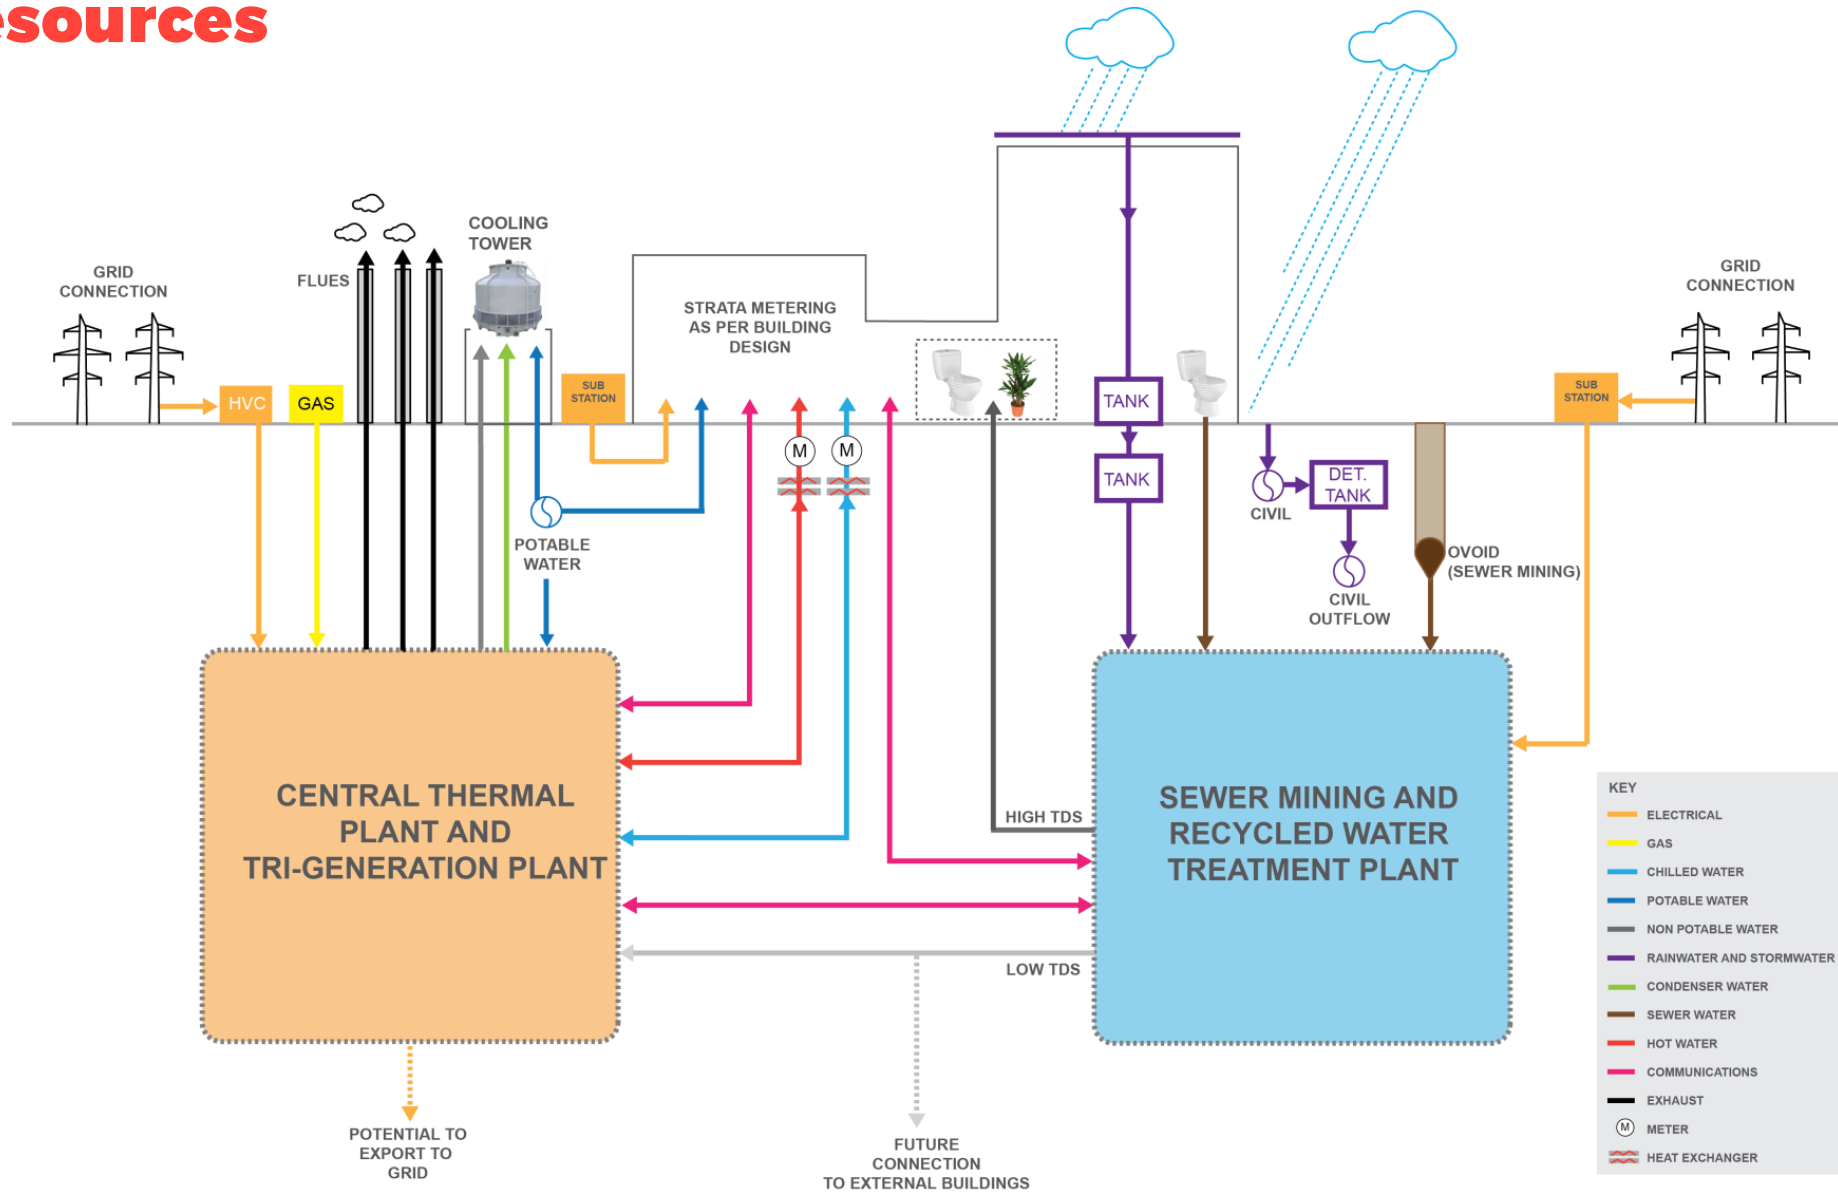 esources
COOLING
TOWER
GRID
CONNECTION
FLUES
GRID
CONNECTION
STRATA METERING
AS PER BUILDING
DESIGN
HVC
GAS
SUB
STATION
TANK
SUB
STATION
M
M
TANK
DET.
TANK
CIVIL
POTABLE
WATER
OVOID
(SEWER MINING)
CIVIL
OUTFLOW
CENTRAL THERMAL
PLANT AND
TRI-GENERATION PLANT
HIGH TDS
SEWER MINING AND
RECYCLED WATER
TREATMENT PLANT
LOW TDS
POTENTIAL TO
EXPORT TO
GRID
FUTURE
CONNECTION
TO EXTERNAL BUILDINGS
KEY
ELECTRICAL
GAS
CHILLED WATER
POTABLE WATER
NON POTABLE WATER
RAINWATER AND STORMWATER
CONDENSER WATER
SEWER WATER
HOT WATER
COMMUNICATIONS
EXHAUST
M METER
HEAT EXCHANGER